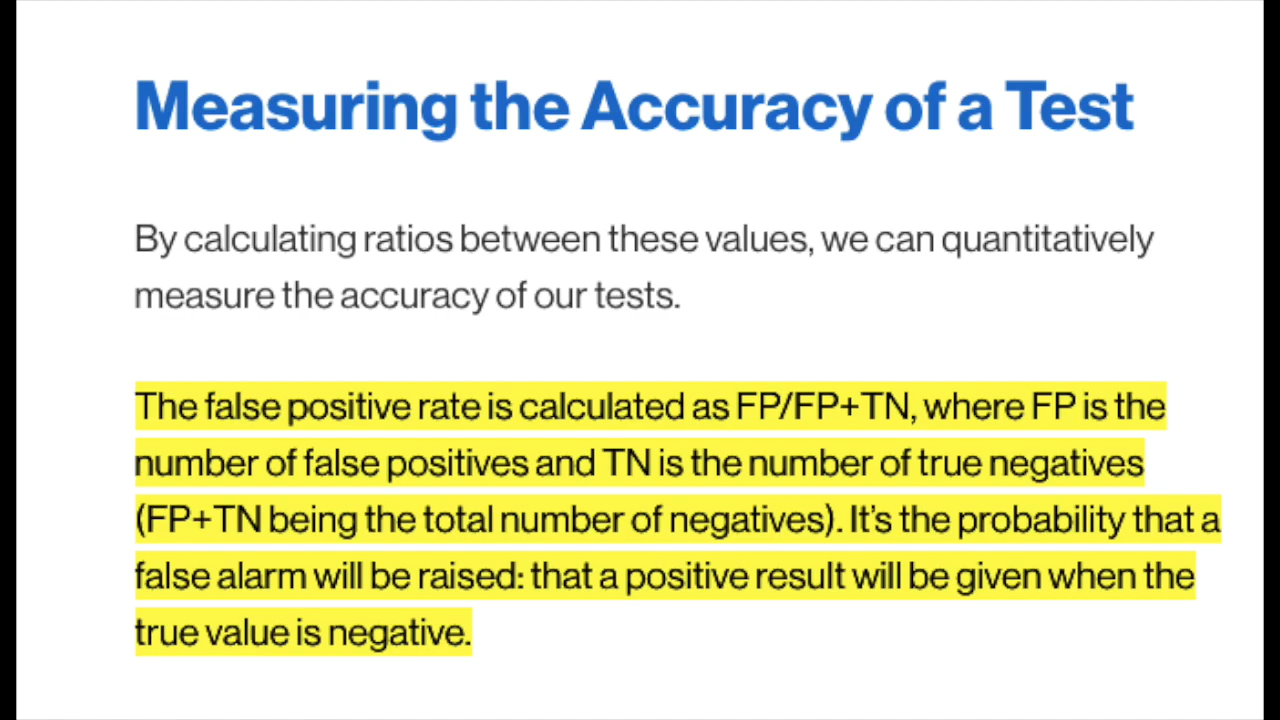 Measuring the Accuracy of a Test
By calculating ratios between these values, we can quantitatively
measure the accuracy of our tests.
The false positive rate is calculated as FP/FP+TN, where FP is the
number of false positives and TN is the number of true negatives
(FP+TN being the total number of negatives). It’s the probability that a
false alarm will be raised: that a positive result will be given when the
true value is negative.